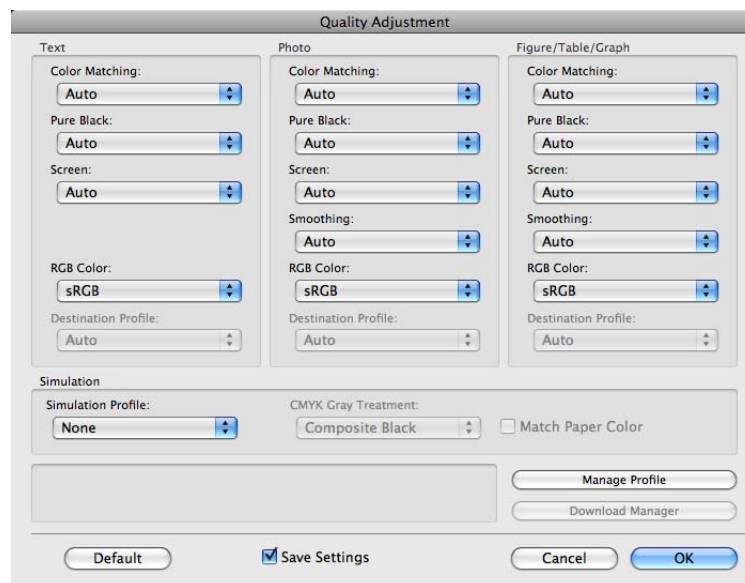 Quality Adjustment
Text
Color Matching:
Auto
Pure Black:
Auto
Screen:
Auto
RGB Color:
sRGB
Destination Profile:
Auto
Photo
Color Matching:
Auto
Pure Black:
Auto
Screen:
Auto
Smoothing:
Auto
RGB Color:
sRGB
Destination Profile:
Auto
Figure/Table/Graph
Color Matching:
Auto
Pure Black:
Auto
Screen:
Auto
Smoothing:
Auto
RGB Color:
sRGB
Destination Profile:
Auto
Simulation
Simulation Profile:
None
CMYK Gray Treatment:
Composite Black
Match Paper Color
Manage Profile
Download Manager
Default
Save Settings
Cancel
OK